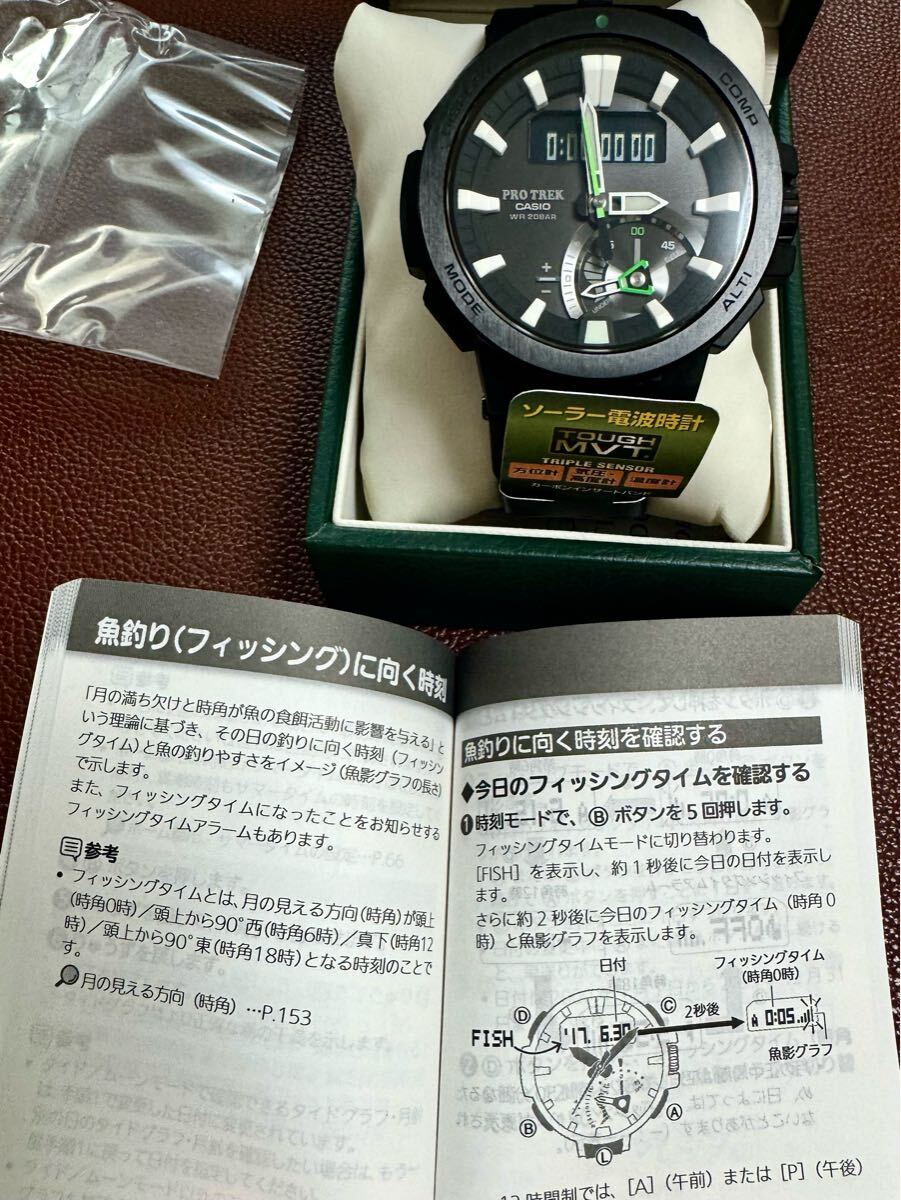 COMP
0:
0000
PRO TREK
CASIO
WR 20BAR
00
45
+
-
MODE
ALTI
ソーラー電波時計
TOUGH
MVT.
TRIPLE SENSOR
方位計
気圧・高度計
温度計
カーボンインサートバンド
魚釣り(フィッシング)に向く時刻
「月の満ち欠けと時角が魚の食餌活動に影響を与える」と
いう理論に基づき、その日の釣りに向く時刻（フィッシン
グタイム）と魚の釣りやすさをイメージ（魚影グラフの長さ）
で示します。
また、フィッシングタイムになったことをお知らせする
フィッシングタイムアラームもあります。
参考
• フィッシングタイムとは、月の見える方向（時角）が頭上
（時角0時）／頭上から90°西（時角6時）／真下（時角12
時）／頭上から90°東（時角18時）となる時刻のことで
す。
月の見える方向（時角）…P.153
魚釣りに向く時刻を確認する
◆今日のフィッシングタイムを確認する
❶時刻モードで、Ⓑ ボタンを 5 回押します。
フィッシングタイムモードに切り替わります。
［FISH］を表示し、約 1 秒後に今日の日付を表示し
ます。
さらに約 2 秒後に今日のフィッシングタイム（時角 0
時）と魚影グラフを表示します。
日付
フィッシングタイム
（時角0時）
Ⓓ
Ⓒ
2秒後
FISH
'17. 6.30
A 0:05
魚影グラフ
Ⓑ
Ⓐ
Ⓛ
12 時間制では、［A］（午前）または［P］（午後）